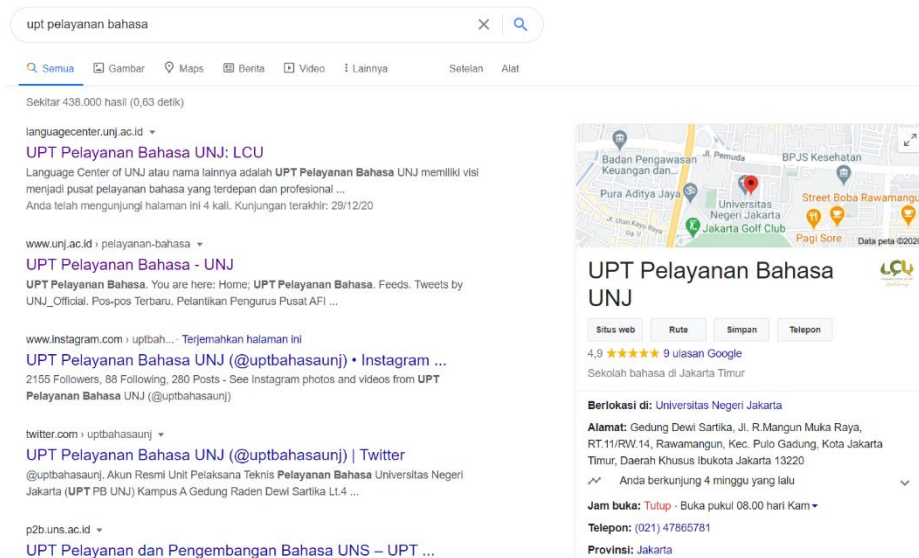 upt pelayanan bahasa
Semua Gambar Maps Berita Video Lainnya Setelan Alat
Sekitar 438.000 hasil (0,63 detik)
languagecenter.unj.ac.id
UPT Pelayanan Bahasa UNJ: LCU
Language Center of UNJ atau nama lainnya adalah UPT Pelayanan Bahasa UNJ memiliki visi
menjadi pusat pelayanan bahasa yang terdepan dan profesional ...
Anda telah mengunjungi halaman ini 4 kali. Kunjungan terakhir: 29/12/20
www.unj.ac.id › pelayanan-bahasa
UPT Pelayanan Bahasa - UNJ
UPT Pelayanan Bahasa. You are here: Home; UPT Pelayanan Bahasa. Feeds. Tweets by
UNJ_Official. Pos-pos Terbaru. Pelantikan Pengurus Pusat AFI ...
www.instagram.com › uptbah... · Terjemahkan halaman ini
UPT Pelayanan Bahasa UNJ (@uptbahasaunj) • Instagram ...
2155 Followers, 88 Following, 280 Posts - See Instagram photos and videos from UPT
Pelayanan Bahasa UNJ (@uptbahasaunj)
twitter.com › uptbahasaunj
UPT Pelayanan Bahasa UNJ (@uptbahasaunj) | Twitter
@uptbahasaunj. Akun Resmi Unit Pelaksana Teknis Pelayanan Bahasa Universitas Negeri
Jakarta (UPT PB UNJ) Kampus A Gedung Raden Dewi Sartika Lt.4 ...
p2b.uns.ac.id
UPT Pelayanan dan Pengembangan Bahasa UNS – UPT ...
Badan Pengawasan
Keuangan dan...
Jl. Pemuda
BPJS Kesehatan
Pura Aditya Jaya
Universitas
Negeri Jakarta
Street Boba Rawamangu
Jakarta Golf Club
Pagi Sore
Data peta ©2020
UPT Pelayanan Bahasa
UNJ
LCU
Situs web Rute Simpan Telepon
4,9 ★★★★★ 9 ulasan Google
Sekolah bahasa di Jakarta Timur
Berlokasi di: Universitas Negeri Jakarta
Alamat: Gedung Dewi Sartika, Jl. R.Mangun Muka Raya,
RT.11/RW.14, Rawamangun, Kec. Pulo Gadung, Kota Jakarta
Timur, Daerah Khusus Ibukota Jakarta 13220
Anda berkunjung 4 minggu yang lalu
Jam buka: Tutup · Buka pukul 08.00 hari Kam
Telepon: (021) 47865781
Provinsi: Jakarta